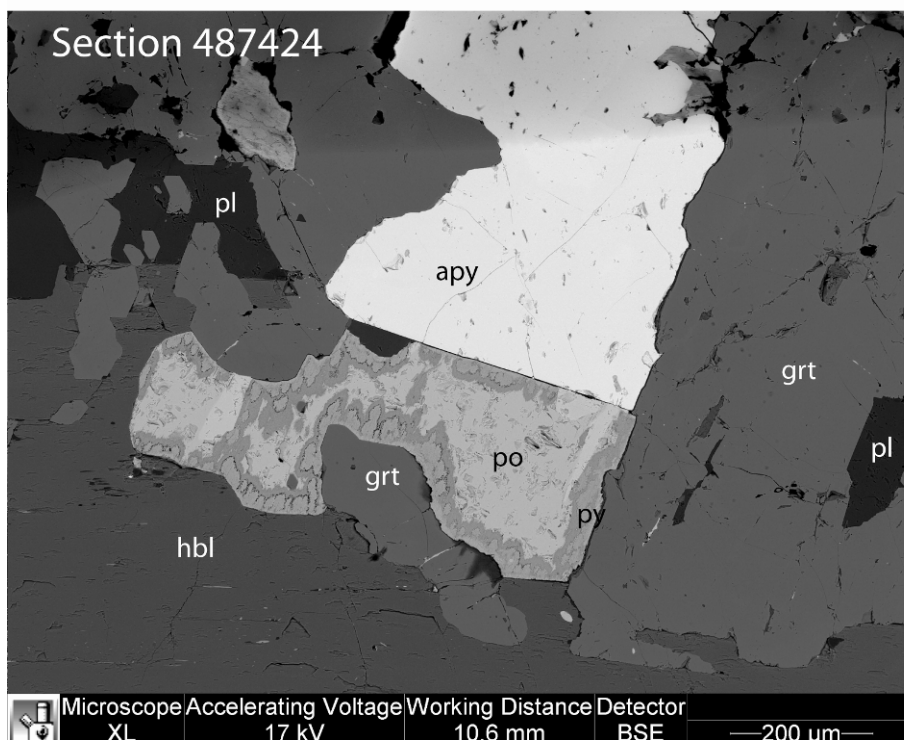 Section 487424
pl
apy
grt
pl
po
grt
py
hbl
Microscope Accelerating Voltage Working Distance Detector
XL 17 kV 10.6 mm BSE 200 um